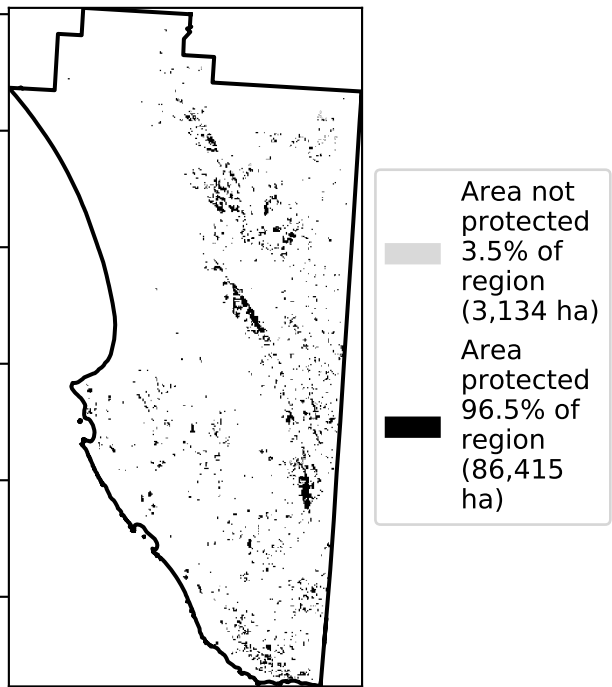 Area not
protected
3.5% of
region
(3,134 ha)
Area
protected
96.5% of
region
(86,415
ha)